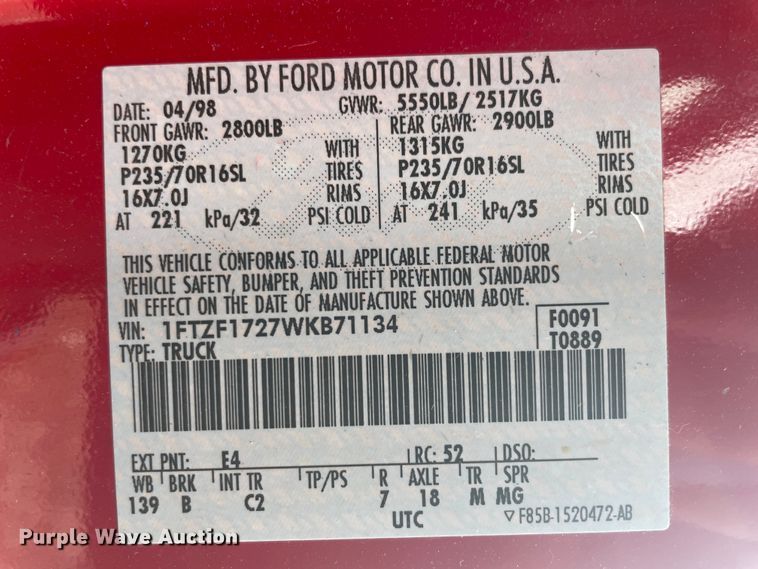 MFD. BY FORD MOTOR CO. IN U.S.A.
DATE: 04/98 GVWR: 5550LB/ 2517KG
FRONT GAWR: 2800LB REAR GAWR: 2900LB
1270KG WITH 1315KG WITH
P235/70R16SL TIRES P235/70R16SL TIRES
16X7.0J RIMS 16X7.0J RIMS
AT 221 kPa/32 PSI COLD AT 241 kPa/35 PSI COLD
THIS VEHICLE CONFORMS TO ALL APPLICABLE FEDERAL MOTOR
VEHICLE SAFETY, BUMPER, AND THEFT PREVENTION STANDARDS
IN EFFECT ON THE DATE OF MANUFACTURE SHOWN ABOVE.
VIN: 1FTZF1727WKB71134 F0091
TYPE: TRUCK T0889
EXT PNT: E4 RC: 52 DSO:
WB BRK INT TR TP/PS R AXLE TR SPR
139 B C2 7 18 M MG
UTC ▽ F85B-1520472-AB
Purple Wave Auction